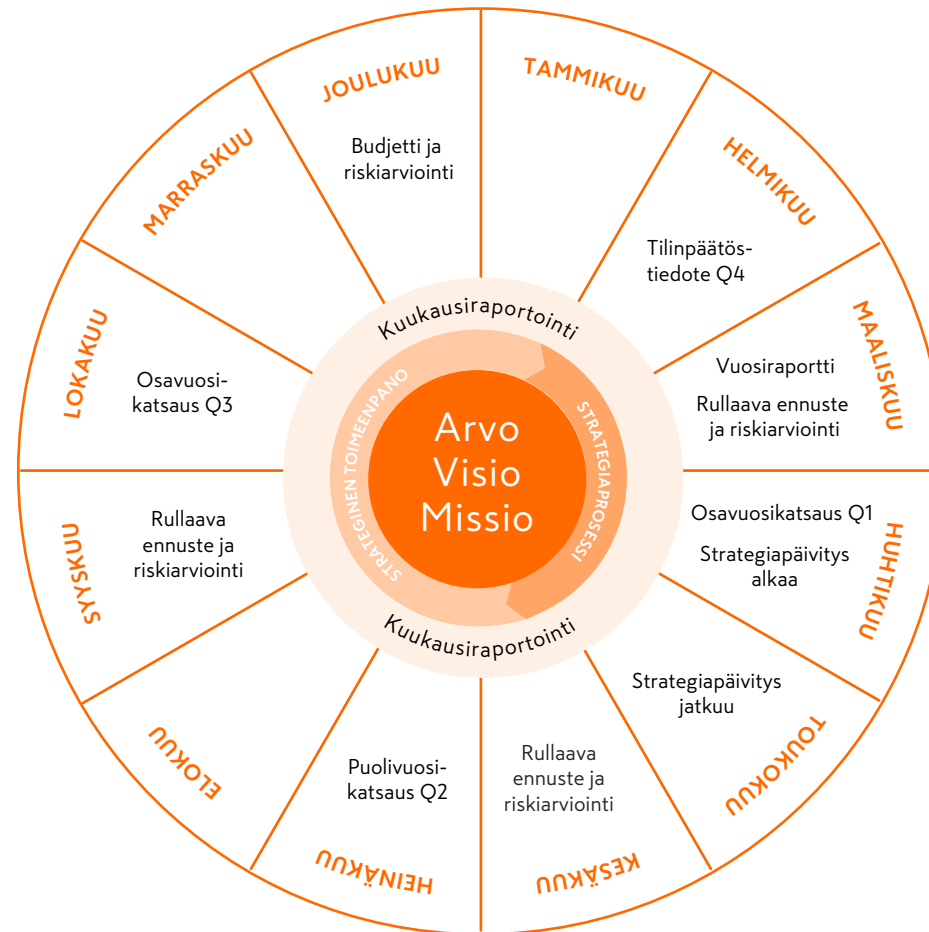 TAMMIKUU
HELMIKUU
Tilinpäätös-
tiedote Q4
MAALISKUU
Vuosiraportti
Rullaava ennuste
ja riskiarviointi
HUHTIKUU
Osavuosikatsaus Q1
Strategiapäivitys
alkaa
TOUKOKUU
Strategiapäivitys
jatkuu
KESÄKUU
Rullaava
ennuste ja
riskiarviointi
HEINÄKUU
Puolivuosi-
katsaus Q2
ELOKUU
SYYSKUU
Rullaava
ennuste ja
riskiarviointi
LOKAKUU
Osavuosi-
katsaus Q3
MARRASKUU
JOULUKUU
Budjetti ja
riskiarviointi
Kuukausiraportointi
STRATEGIAPROSESSI
STRATEGINEN TOIMEENPANO
Arvo
Visio
Missio
Kuukausiraportointi